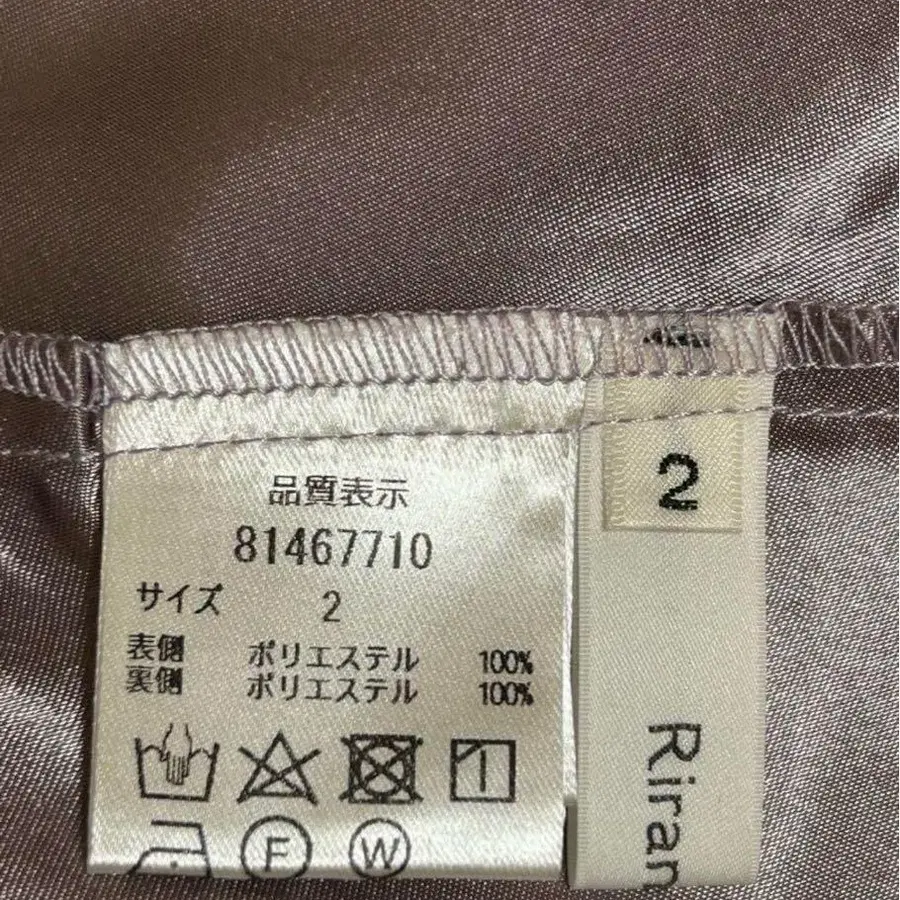 品質表示
81467710
サイズ 2
表側 ポリエステル 100%
裏側 ポリエステル 100%
F W
2
Riran